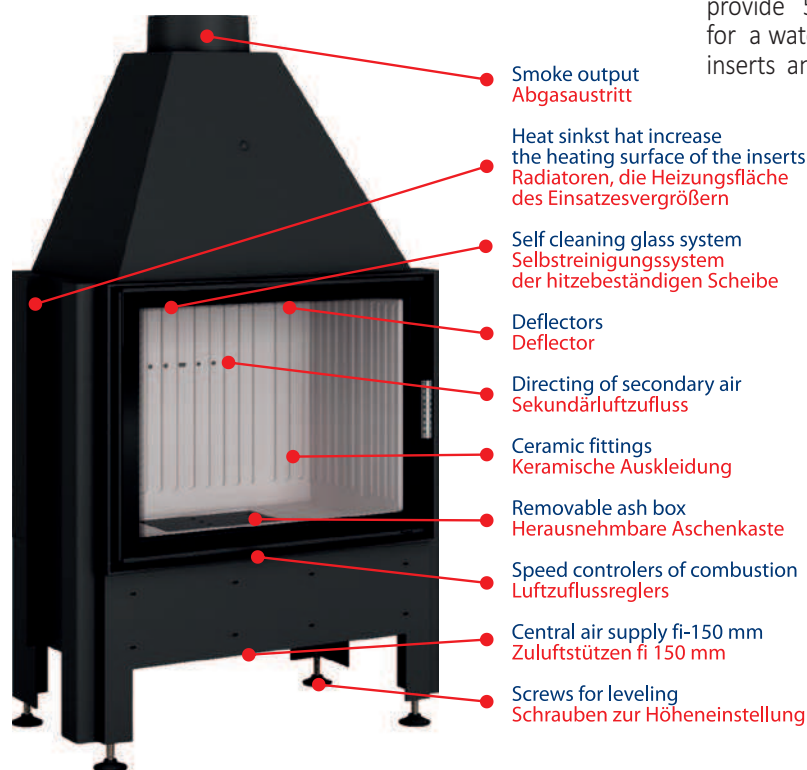 provide 5
for a wate
inserts ar
Smoke output
Abgasaustritt
Heat sinkst hat increase
the heating surface of the inserts
Radiatoren, die Heizungsfläche
des Einsatzesvergrößern
Self cleaning glass system
Selbstreinigungssystem
der hitzebeständigen Scheibe
Deflectors
Deflector
Directing of secondary air
Sekundärluftzufluss
Ceramic fittings
Keramische Auskleidung
Removable ash box
Herausnehmbare Aschenkaste
Speed controlers of combustion
Luftzuflussreglers
Central air supply fi-150 mm
Zuluftstützen fi 150 mm
Screws for leveling
Schrauben zur Höheneinstellung